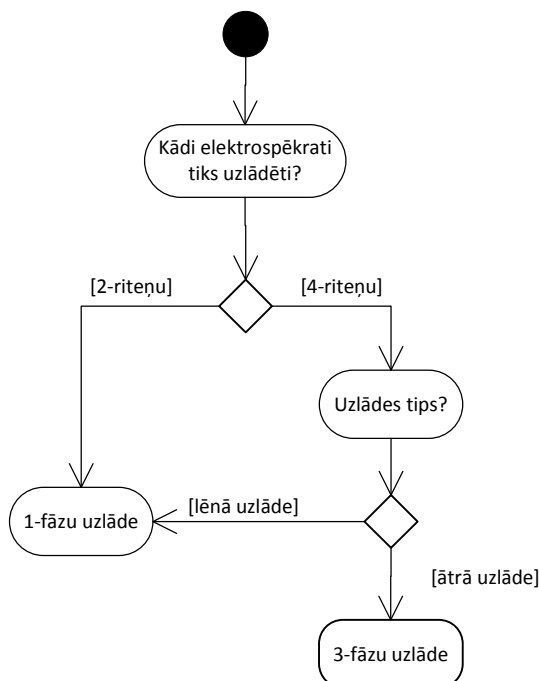 Kādi elektrospēkrati
tiks uzlādēti?
[2-riteņu]
[4-riteņu]
Uzlādes tips?
1-fāzu uzlāde
[lēnā uzlāde]
[ātrā uzlāde]
3-fāzu uzlāde